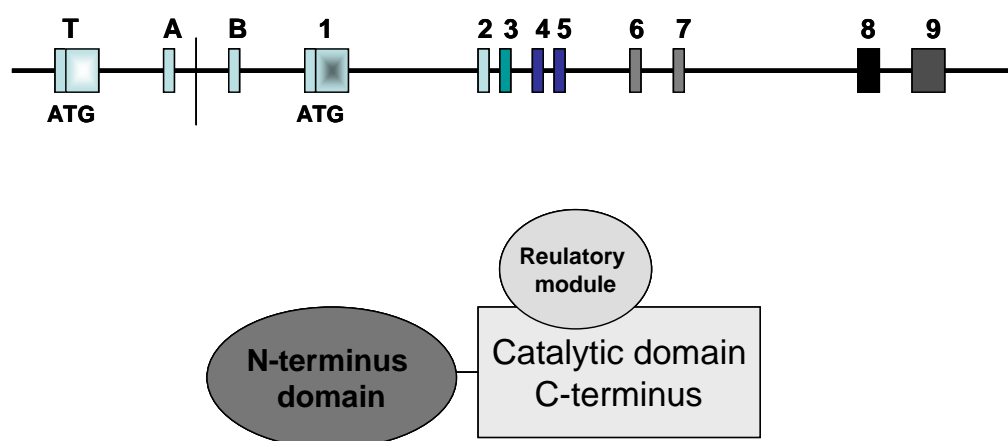 T A B 1 2 3 4 5 6 7 8 9
ATG ATG
Reulatory
module
N-terminus
domain
Catalytic domain
C-terminus